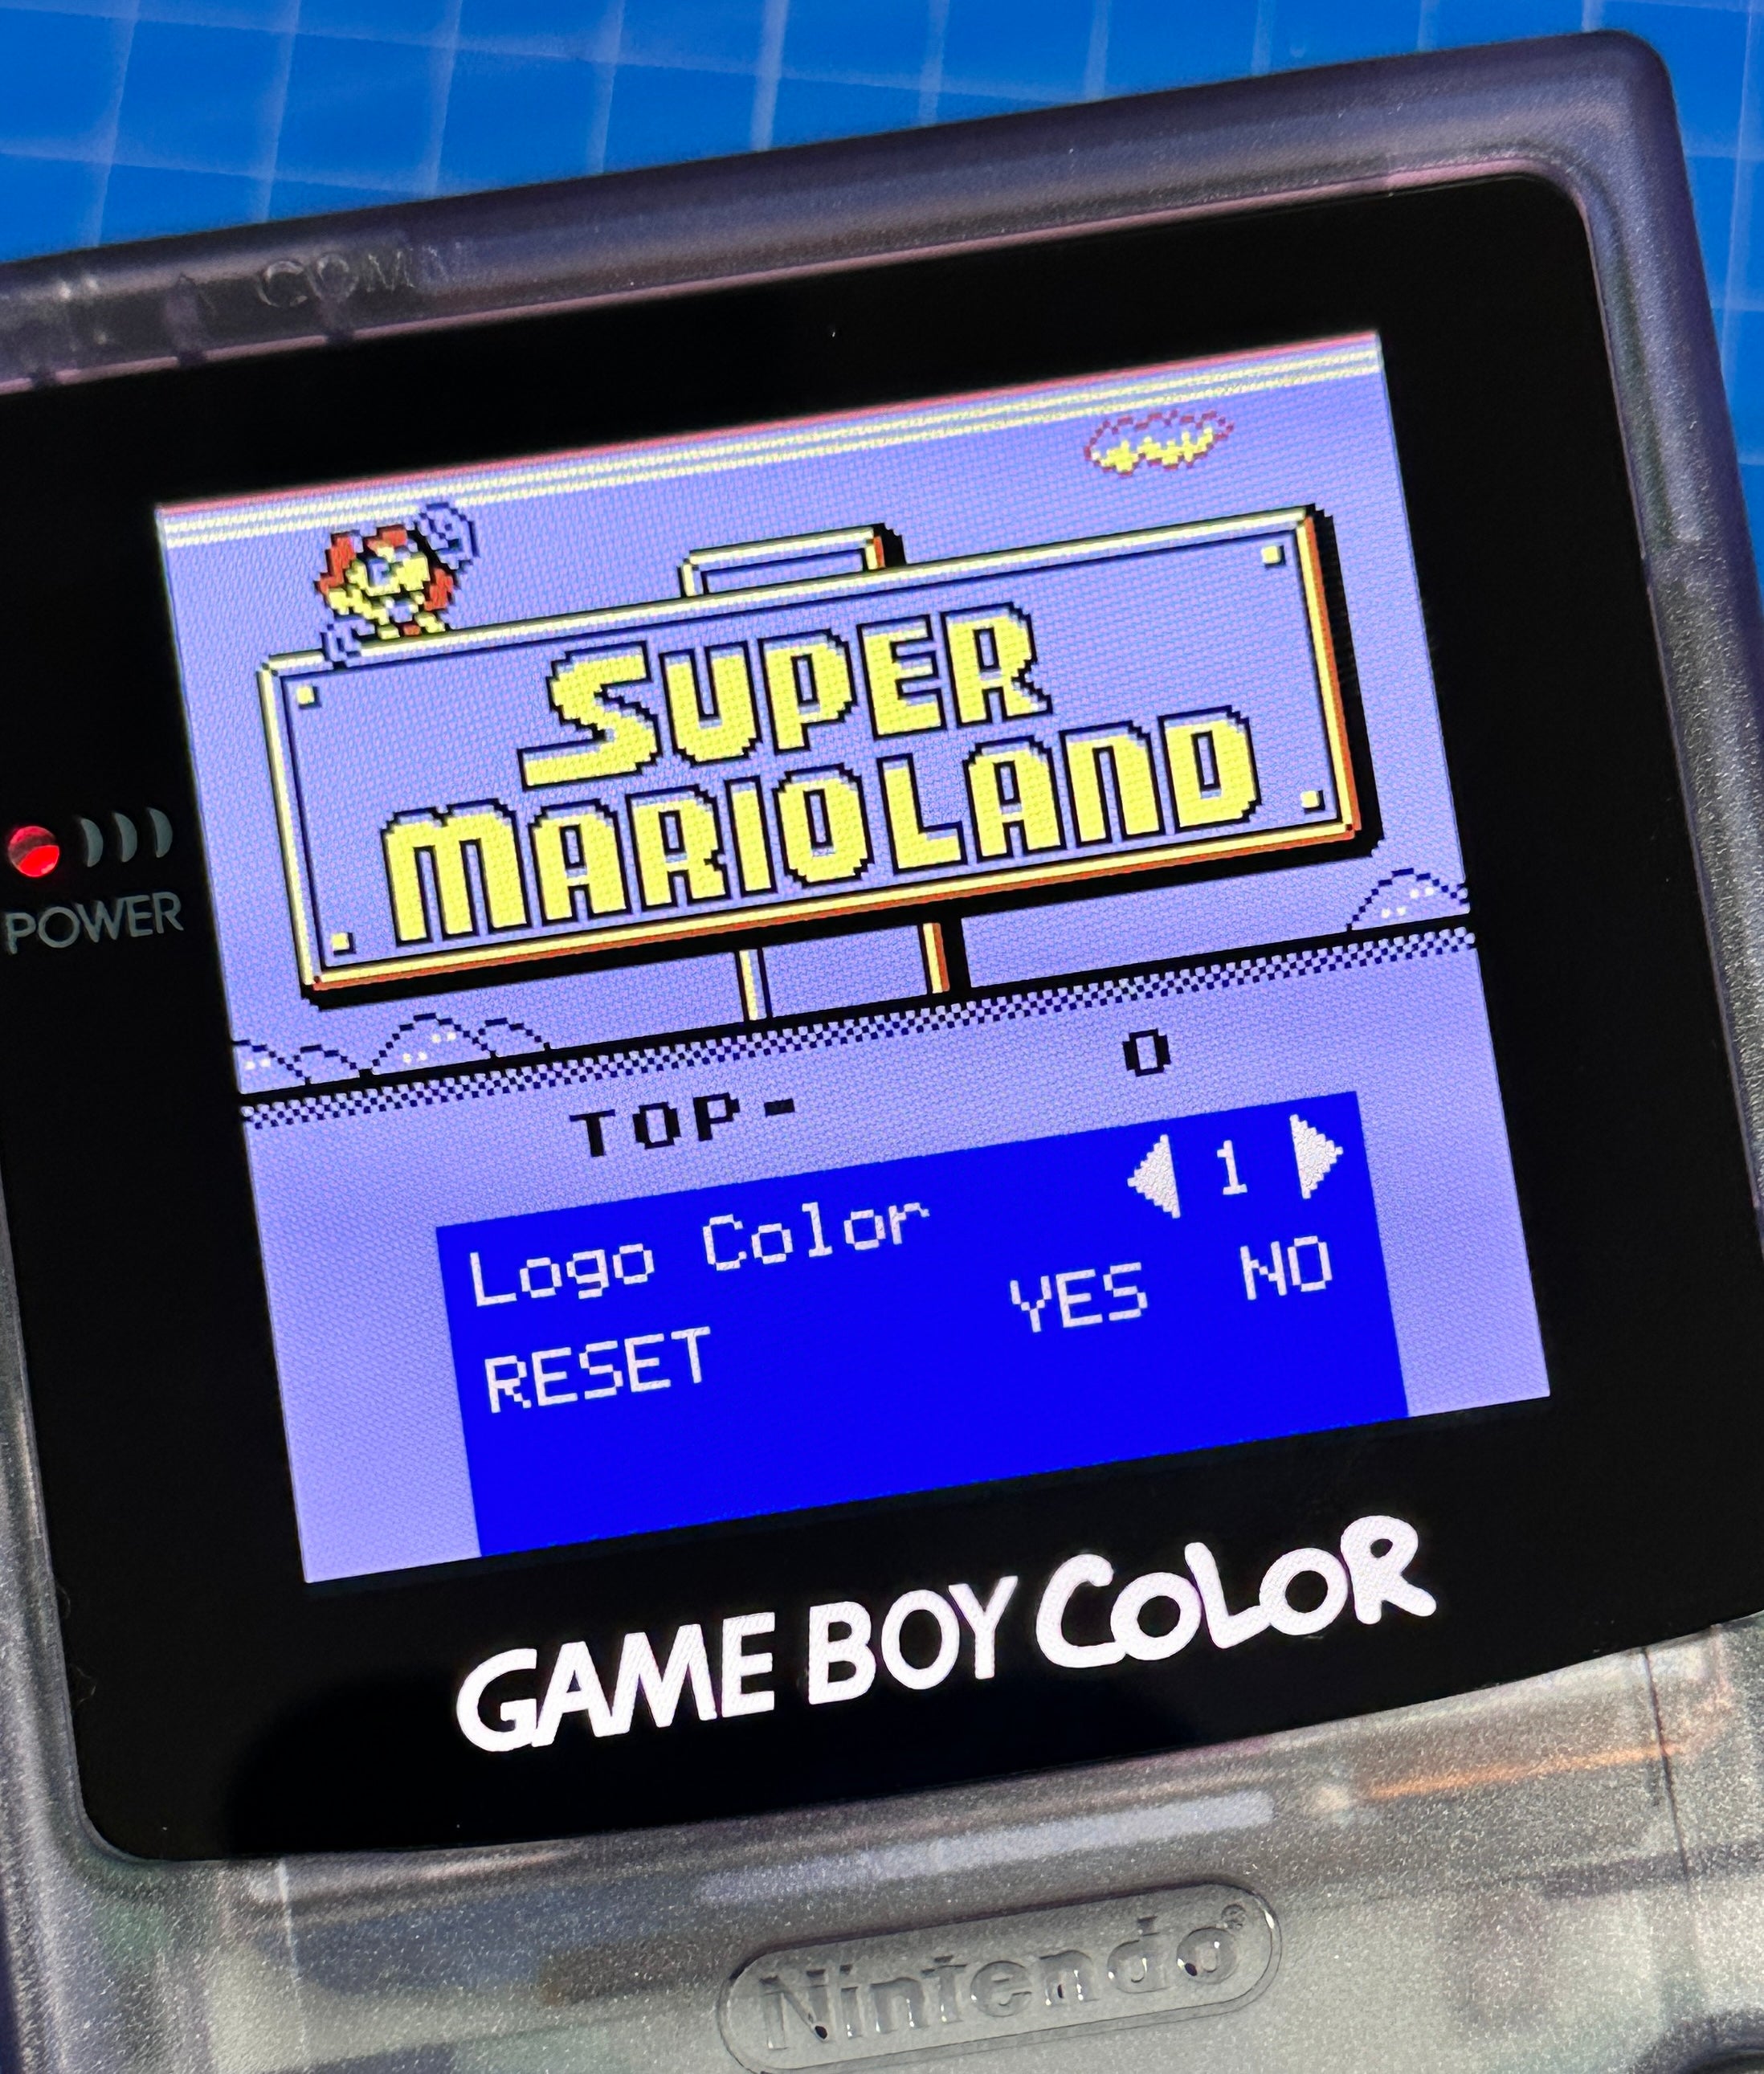 COMM
POWER
SUPER
MARIOLAND
TOP- 0
Logo Color 1
RESET YES NO
GAME BOY COLOR
Nintendo®